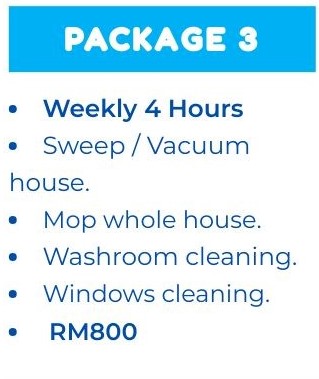 PACKAGE 3
• Weekly 4 Hours
• Sweep / Vacuum
house.
• Mop whole house.
• Washroom cleaning.
• Windows cleaning.
• RM800